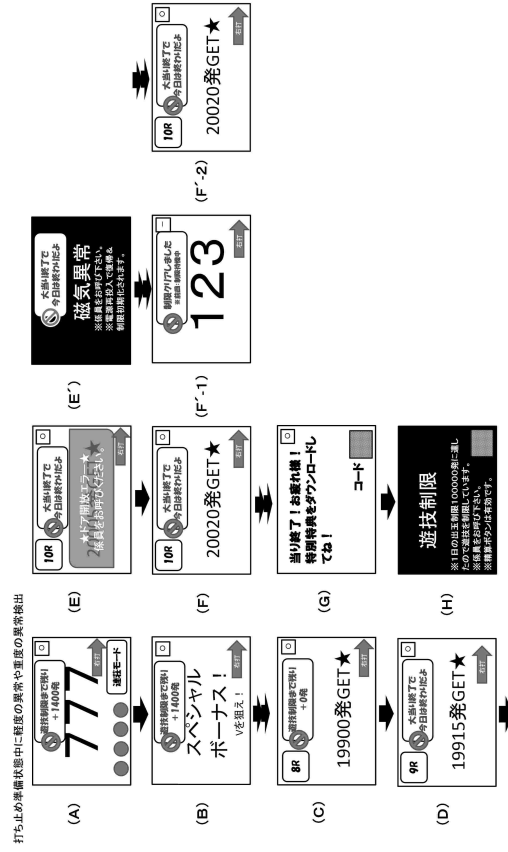 打ち止め準備状態中に軽度の異常や重度の異常検出
(A)
遊技制限まで残り
+1400発
777
右打
連荘モード
(B)
遊技制限まで残り
+1400発
スペシャル
ボーナス!
Vを狙え!
右打
(C)
8R
遊技制限まで残り
+0発
19900発GET★
右打
(D)
9R
大当り終了で
今日は終わりだよ
19915発GET★
右打
(E)
10R
大当り終了で
今日は終わりだよ
★ドア開放エラー★
係員をお呼びください。
右打
(F)
10R
大当り終了で
今日は終わりだよ
20020発GET★
右打
(G)
当り終了!お疲れ様!
特別特典をダウンロードし
てね!
コード
(H)
遊技制限
※1日の出玉制限100000発に達し
たので遊技を制限しています。
※係員をお呼び下さい。
※精算ボタンは有効です。
(E´)
大当り終了で
今日は終わりだよ
磁気異常
※係員をお呼び下さい。
※電源再投入で復帰&
制限初期化されます。
(F´-1)
制限クリアしました
※前回:制限待機中
123
右打
(F´-2)
10R
大当り終了で
今日は終わりだよ
20020発GET★
右打